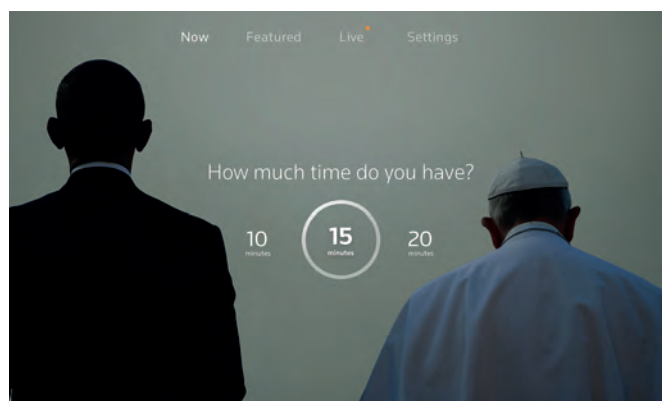 Now Featured Live Settings
How much time do you have?
10 15 20
minutes minutes minutes